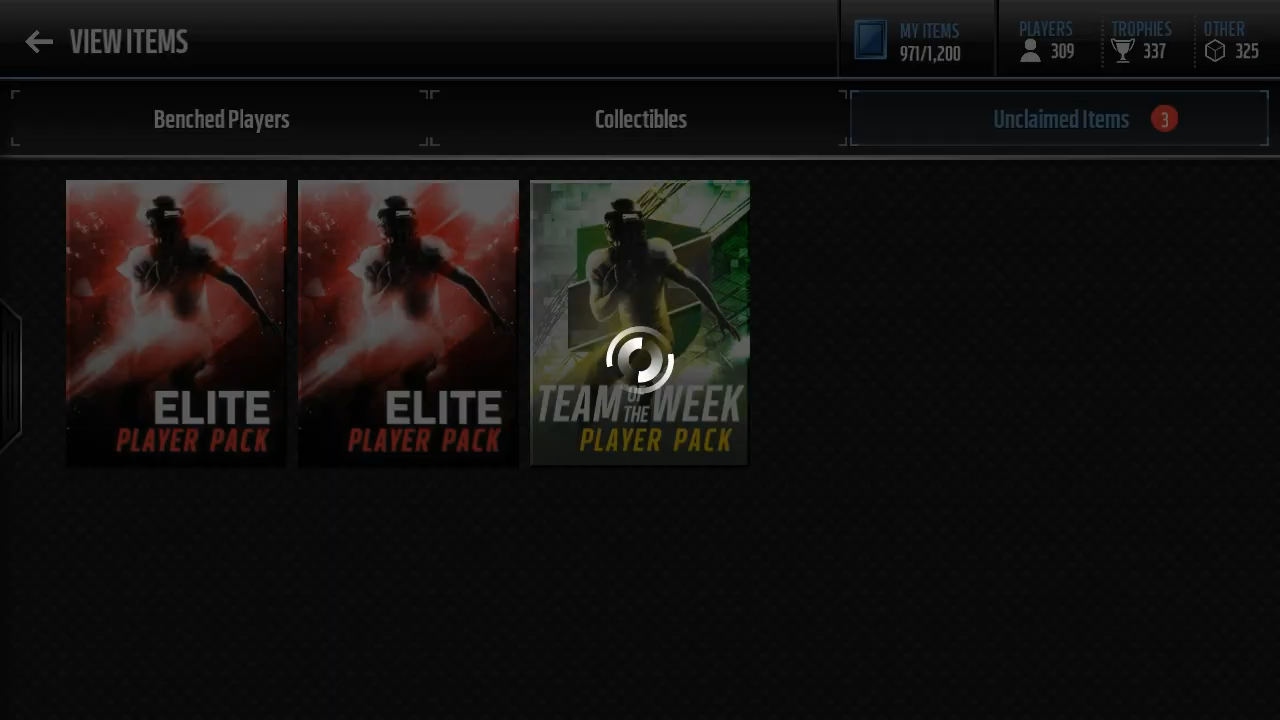 VIEW ITEMS
MY ITEMS
971/1,200
PLAYERS
309
TROPHIES
337
OTHER
325
Benched Players
Collectibles
Unclaimed Items 3
ELITE
PLAYER PACK
ELITE
PLAYER PACK
TEAM OF THE WEEK
PLAYER PACK